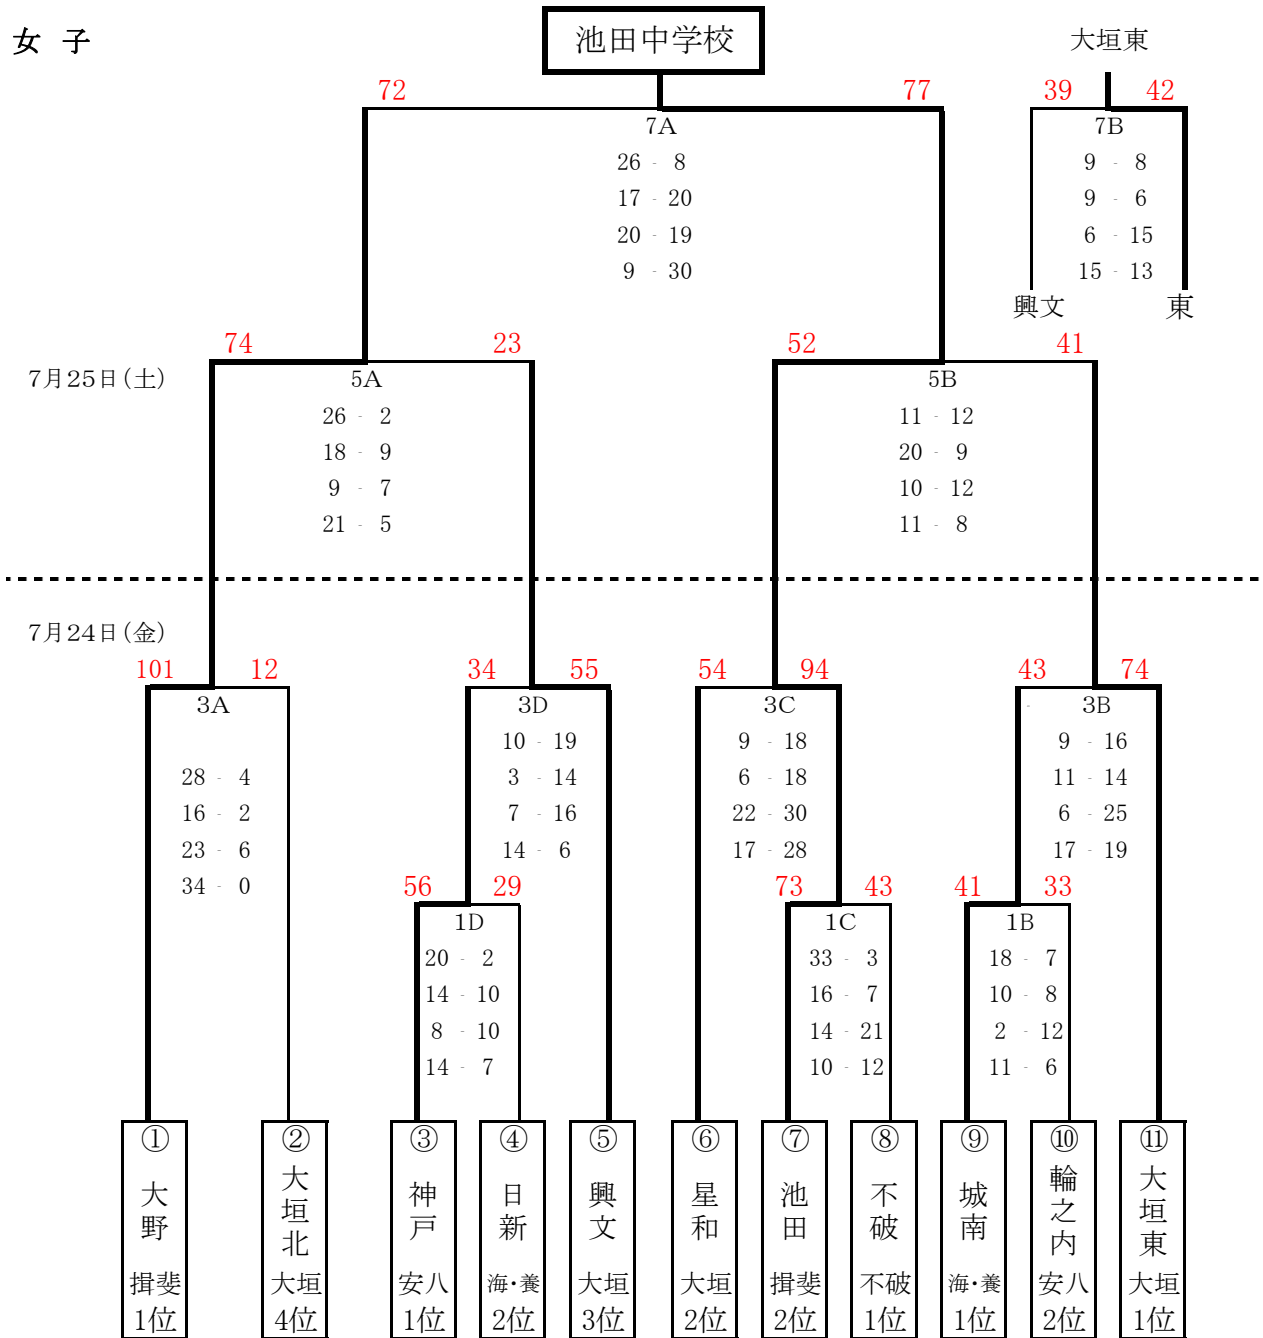 女 子
池田中学校
大垣東
72
77
39
42
7A
7B
26 - 8
17 - 20
20 - 19
9 - 30
9 - 8
9 - 6
6 - 15
15 - 13
興文
東
74
23
52
41
7月25日(土)
5A
5B
26 - 2
18 - 9
9 - 7
21 - 5
11 - 12
20 - 9
10 - 12
11 - 8
7月24日(金)
101
12
34
55
54
94
43
74
3A
3D
3C
3B
28 - 4
16 - 2
23 - 6
34 - 0
10 - 19
3 - 14
7 - 16
14 - 6
9 - 18
6 - 18
22 - 30
17 - 28
9 - 16
11 - 14
6 - 25
17 - 19
56
29
73
43
41
33
1D
1C
1B
20 - 2
14 - 10
8 - 10
14 - 7
33 - 3
16 - 7
14 - 21
10 - 12
18 - 7
10 - 8
2 - 12
11 - 6
①
大野
揖斐
1位
②
大垣北
大垣
4位
③
神戸
安八
1位
④
日新
海・養
2位
⑤
興文
大垣
3位
⑥
星和
大垣
2位
⑦
池田
揖斐
2位
⑧
不破
不破
1位
⑨
城南
海・養
1位
⑩
輪之内
安八
2位
⑪
大垣東
大垣
1位